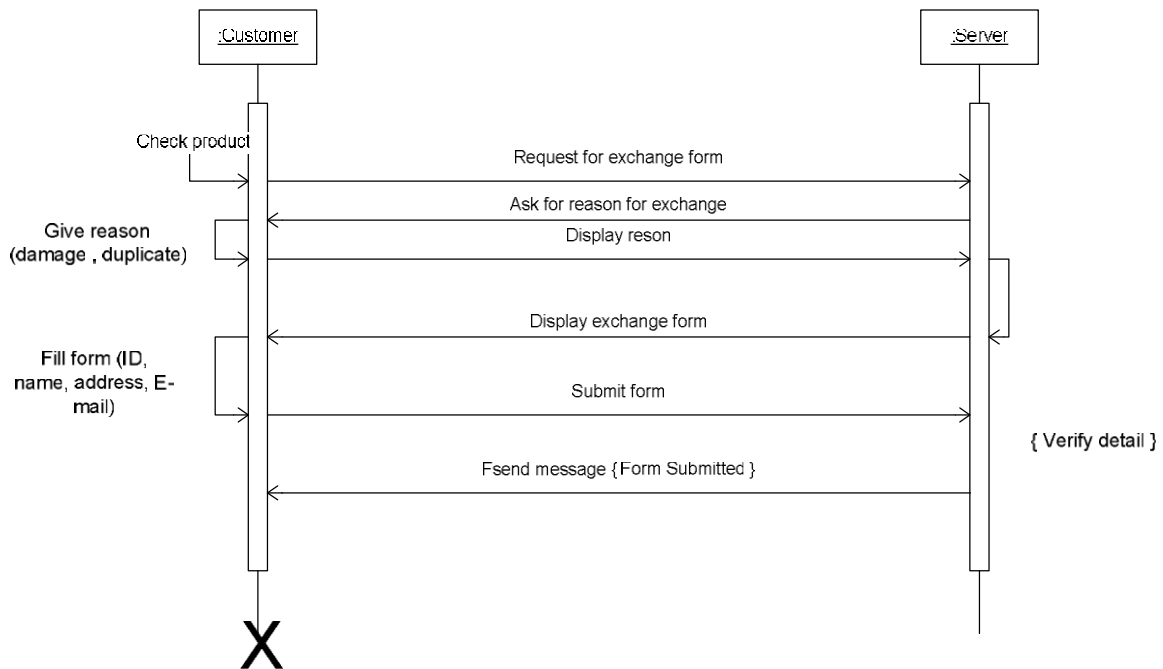 :Customer
:Server
Check product
Request for exchange form
Ask for reason for exchange
Give reason
(damage , duplicate)
Display reson
Display exchange form
Fill form (ID,
name, address, E-
mail)
Submit form
{ Verify detail }
Fsend message {Form Submitted }
X